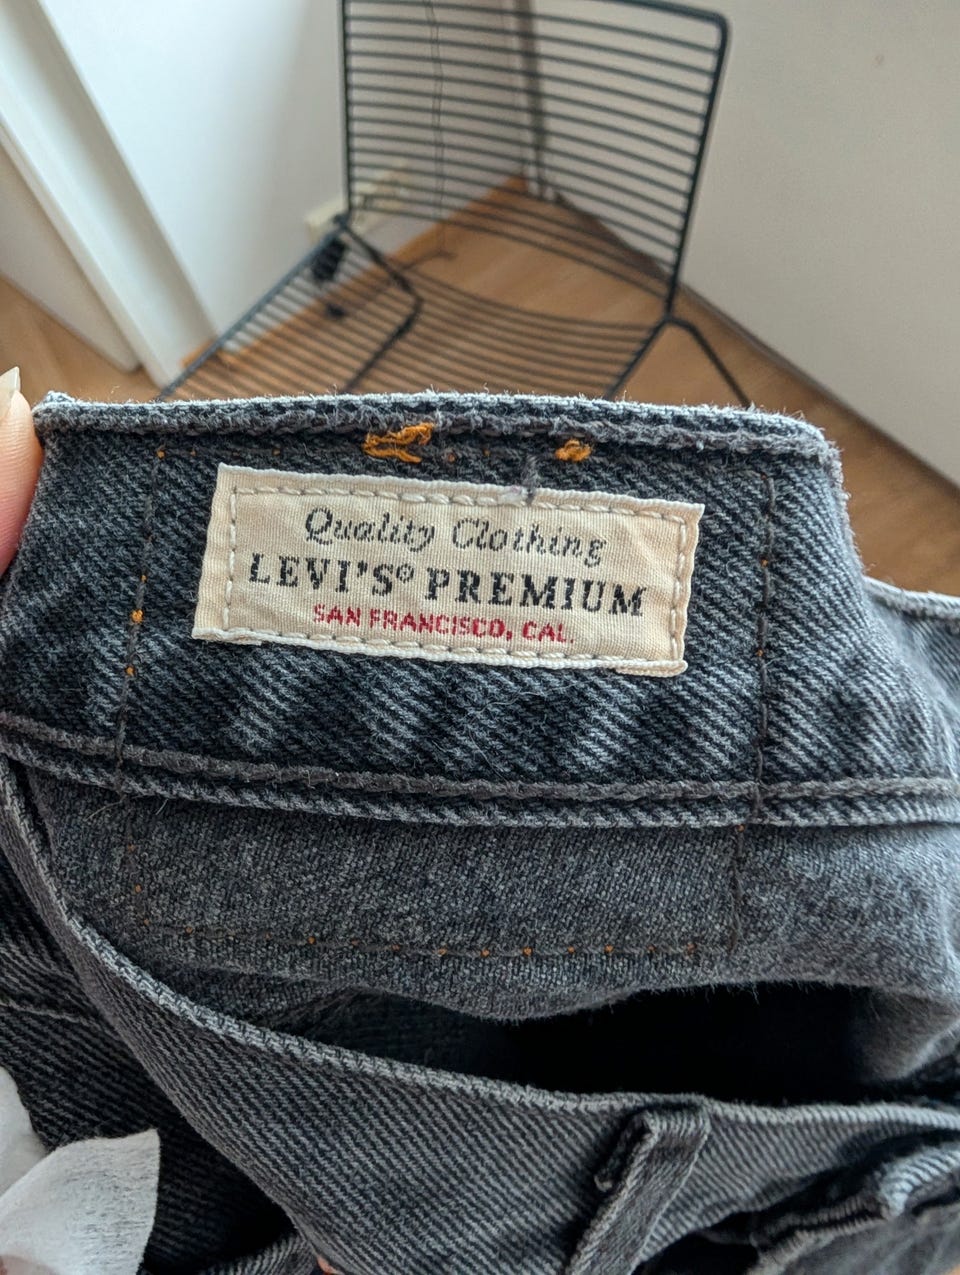 Quality Clothing
LEVI'S® PREMIUM
SAN FRANCISCO, CAL.